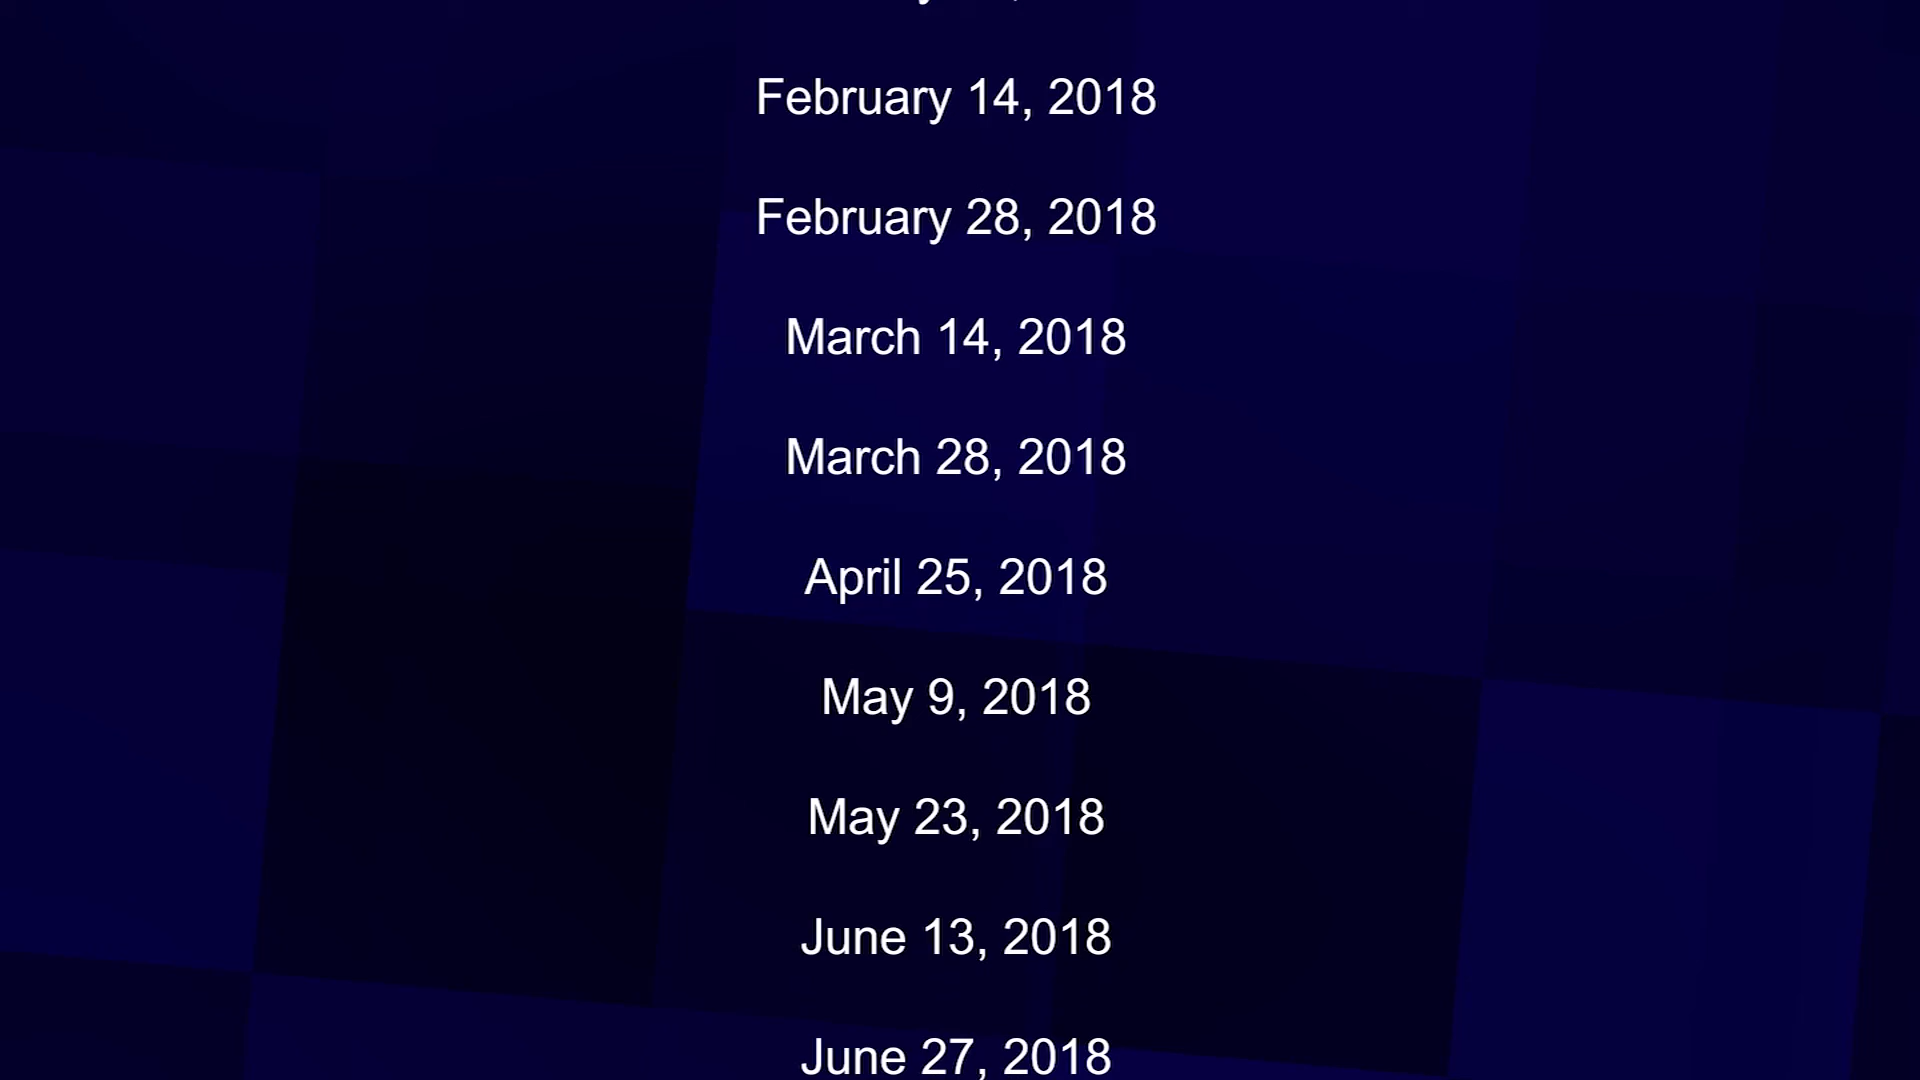 February 14, 2018
February 28, 2018
March 14, 2018
March 28, 2018
April 25, 2018
May 9, 2018
May 23, 2018
June 13, 2018
June 27, 2018